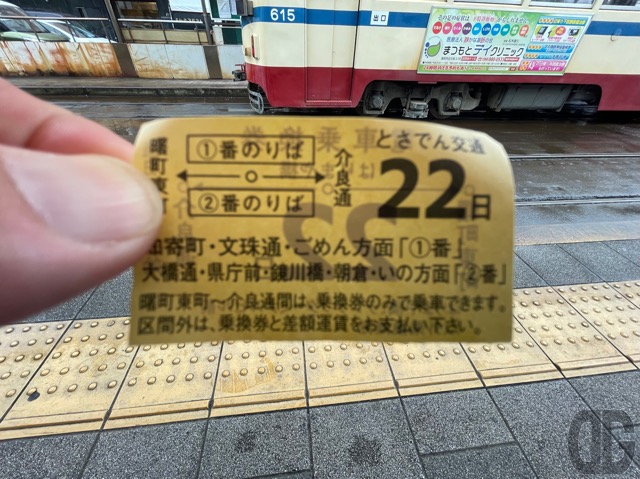 615
出口
まつもとデイクリニック
とさでん交通
曙町東町
①番のりば
②番のりば
介良通
22日
知寄町・文珠通・ごめん方面「①番」
大橋通・県庁前・鏡川橋・朝倉・いの方面「②番」
曙町東町～介良通間は、乗換券のみで乗車できます。
区間外は、乗換券と差額運賃をお支払い下さい。